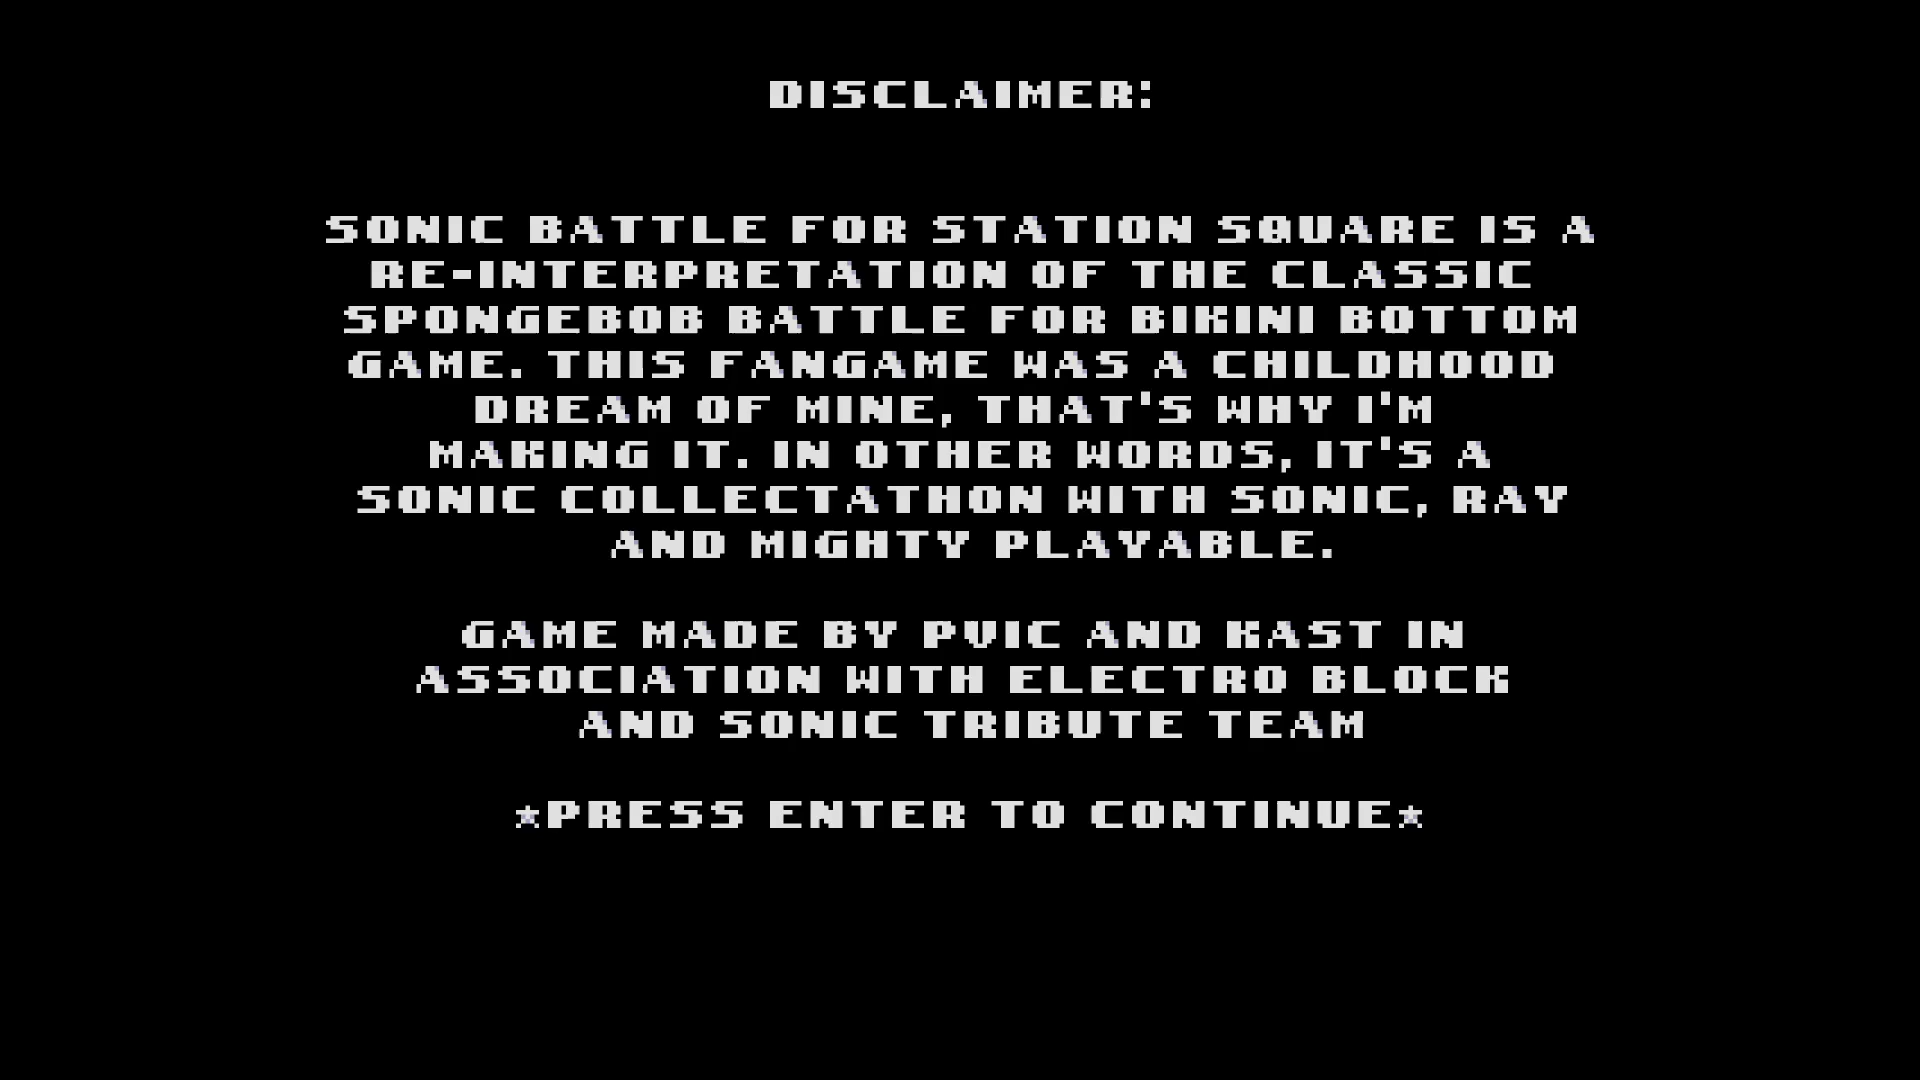 DISCLAIMER:
SONIC BATTLE FOR STATION SQUARE IS A
RE-INTERPRETATION OF THE CLASSIC
SPONGEBOB BATTLE FOR BIKINI BOTTOM
GAME. THIS FANGAME WAS A CHILDHOOD
DREAM OF MINE, THAT'S WHY I'M
MAKING IT. IN OTHER WORDS, IT'S A
SONIC COLLECTATHON WITH SONIC, RAY
AND MIGHTY PLAYABLE.
GAME MADE BY PVIC AND KAST IN
ASSOCIATION WITH ELECTRO BLOCK
AND SONIC TRIBUTE TEAM
*PRESS ENTER TO CONTINUE*